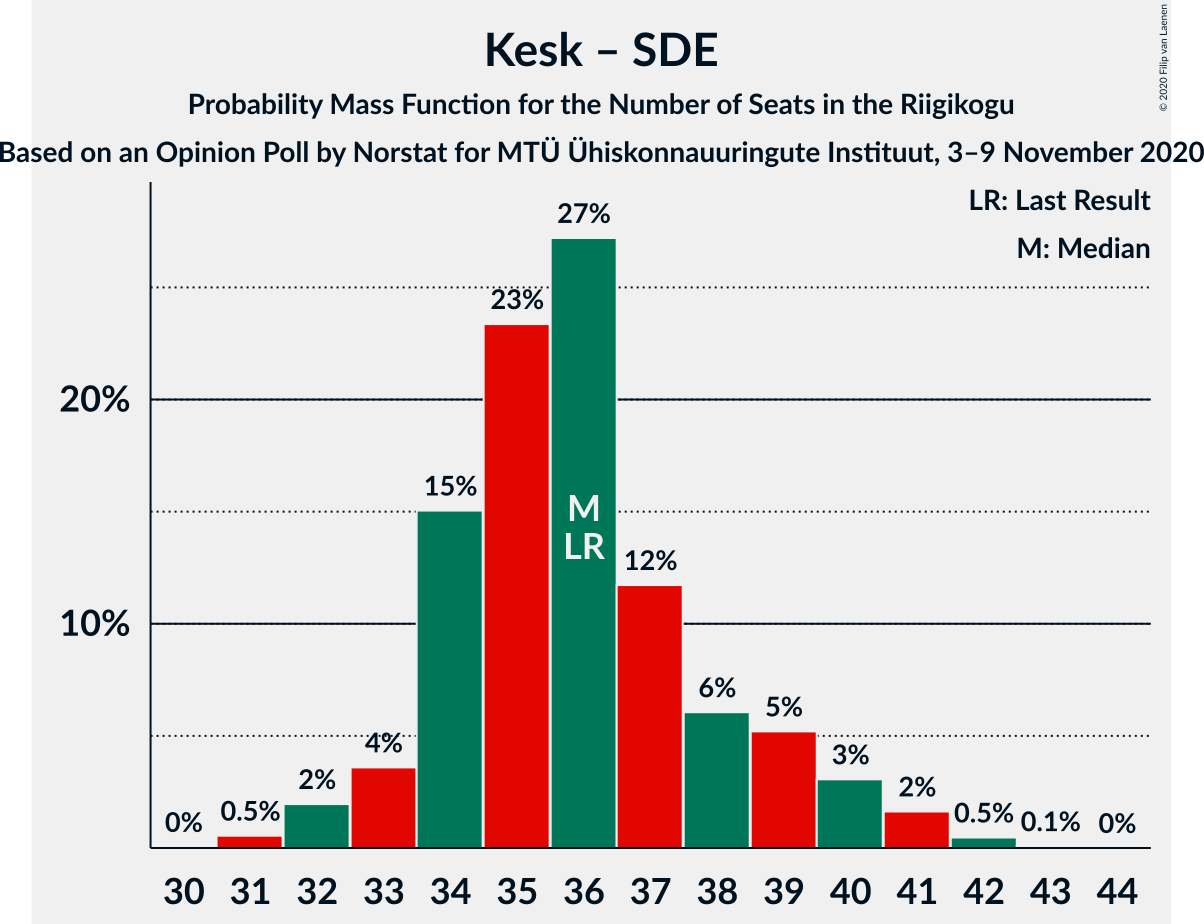 Kesk – SDE
Probability Mass Function for the Number of Seats in the Riigikogu
Based on an Opinion Poll by Norstat for MTÜ Ühiskonnauuringute Instituut, 3–9 November 2020
© 2020 Filip van Laenen
LR: Last Result
M: Median
20%
10%
0%
0.5%
2%
4%
15%
23%
27%
M
LR
12%
6%
5%
3%
2%
0.5%
0.1%
0%
30 31 32 33 34 35 36 37 38 39 40 41 42 43 44